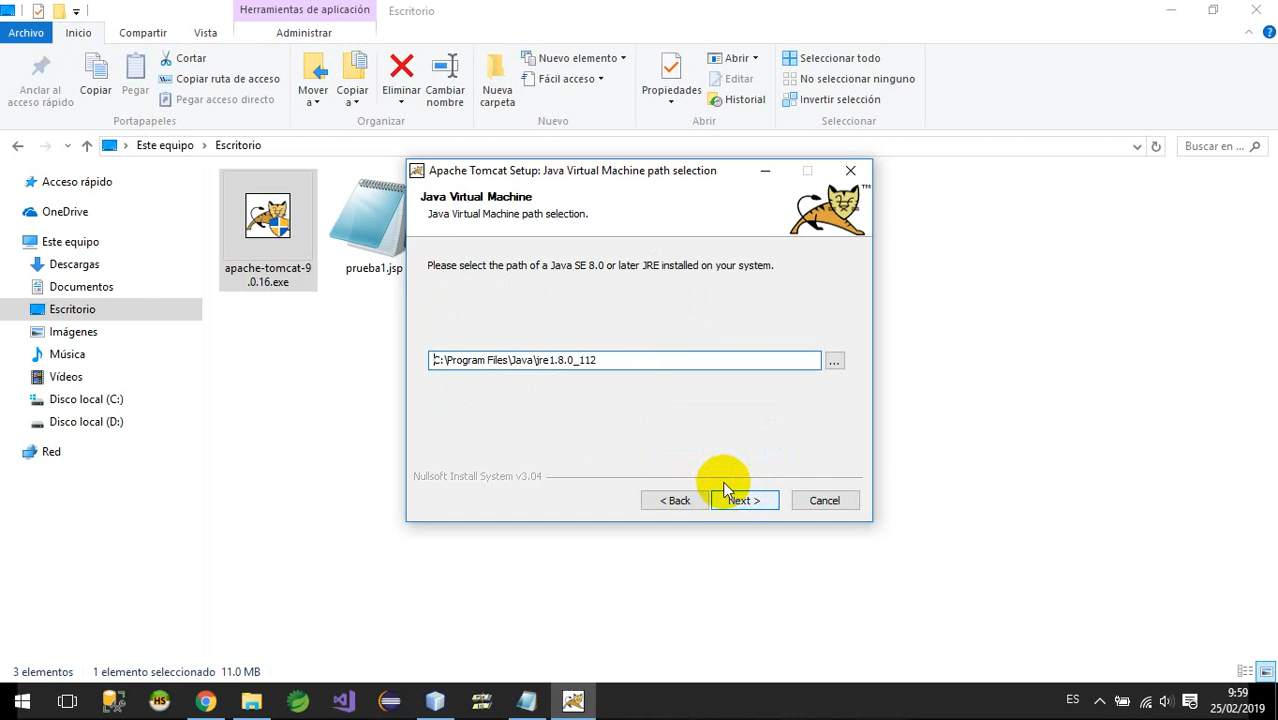 Herramientas de aplicación
Escritorio
Archivo
Inicio
Compartir
Vista
Administrar
Anclar al
acceso rápido
Copiar
Pegar
Cortar
Copiar ruta de acceso
Pegar acceso directo
Portapapeles
Mover
a
Copiar
a
Eliminar
Cambiar
nombre
Organizar
Nueva
carpeta
Nuevo elemento
Fácil acceso
Nuevo
Propiedades
Abrir
Editar
Historial
Abrir
Seleccionar todo
No seleccionar ninguno
Invertir selección
Seleccionar
Este equipo > Escritorio
Buscar en ...
Acceso rápido
OneDrive
Este equipo
Descargas
Documentos
Escritorio
Imágenes
Música
Vídeos
Disco local (C:)
Disco local (D:)
Red
apache-tomcat-9
.0.16.exe
prueba1.jsp
Apache Tomcat Setup: Java Virtual Machine path selection
Java Virtual Machine
Java Virtual Machine path selection.
TM
Please select the path of a Java SE 8.0 or later JRE installed on your system.
C:\Program Files\Java\jre1.8.0_112
...
Nullsoft Install System v3.04
< Back
Next >
Cancel
3 elementos
1 elemento seleccionado 11.0 MB
HS
ES
9:59
25/02/2019